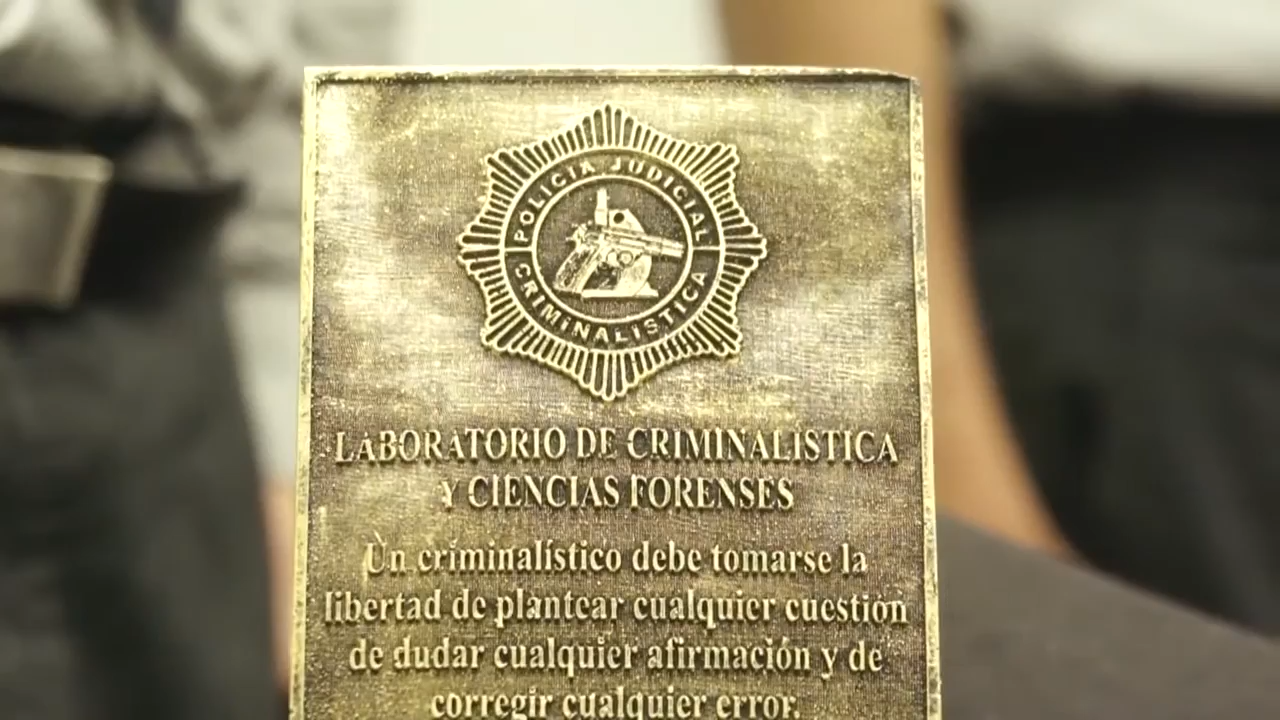 POLICIA JUDICIAL
CRIMINALISTICA
LABORATORIO DE CRIMINALISTICA
Y CIENCIAS FORENSES
Un criminalístico debe tomarse la
libertad de plantear cualquier cuestión
de dudar cualquier afirmación y de
corregir cualquier error.